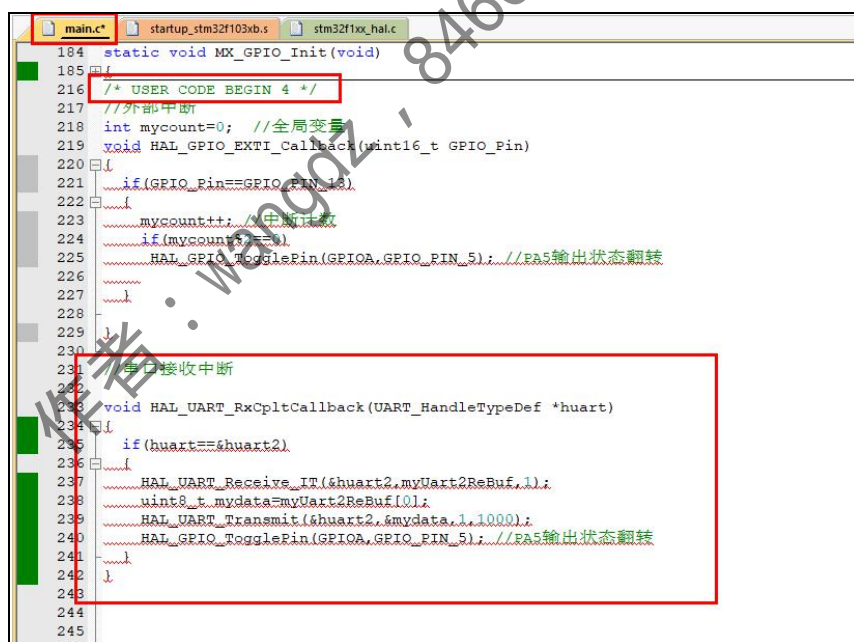 main.c* startup_stm32f103xb.s stm32f1xx_hal.c
184 static void MX_GPIO_Init(void)
185 {
216 /* USER CODE BEGIN 4 */
217 //外部中断
218 int mycount=0; //全局变量
219 void HAL_GPIO_EXTI_Callback(uint16_t GPIO_Pin)
220 {
221 if(GPIO_Pin==GPIO_PIN_13)
222 {
223 mycount++; //中断计数
224 if(mycount%2==0)
225 HAL_GPIO_TogglePin(GPIOA,GPIO_PIN_5); //PA5输出状态翻转
226
227 }
228
229 }
230
231 //串口接收中断
232
233 void HAL_UART_RxCpltCallback(UART_HandleTypeDef *huart)
234 {
235 if(huart==&huart2)
236 {
237 HAL_UART_Receive_IT(&huart2,myUart2ReBuf,1);
238 uint8_t mydata=myUart2ReBuf[0];
239 HAL_UART_Transmit(&huart2,&mydata,1,1000);
240 HAL_GPIO_TogglePin(GPIOA,GPIO_PIN_5); //PA5输出状态翻转
241 }
242 }
243
244
245
作者：wangdz，846